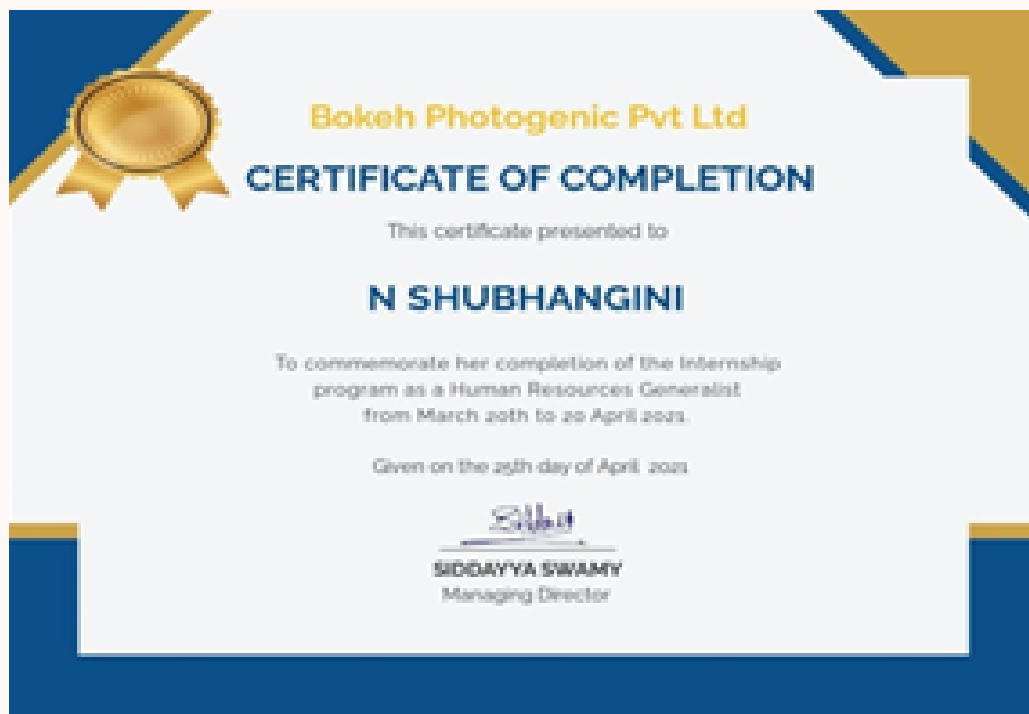 Bokeh Photogenic Pvt Ltd
CERTIFICATE OF COMPLETION
This certificate presented to
N SHUBHANGINI
To commemorate her completion of the Internship
program as a Human Resources Generalist
from March 20th to 20 April 2021.
Given on the 25th day of April 2021
SIDDAYYA SWAMY
Managing Director